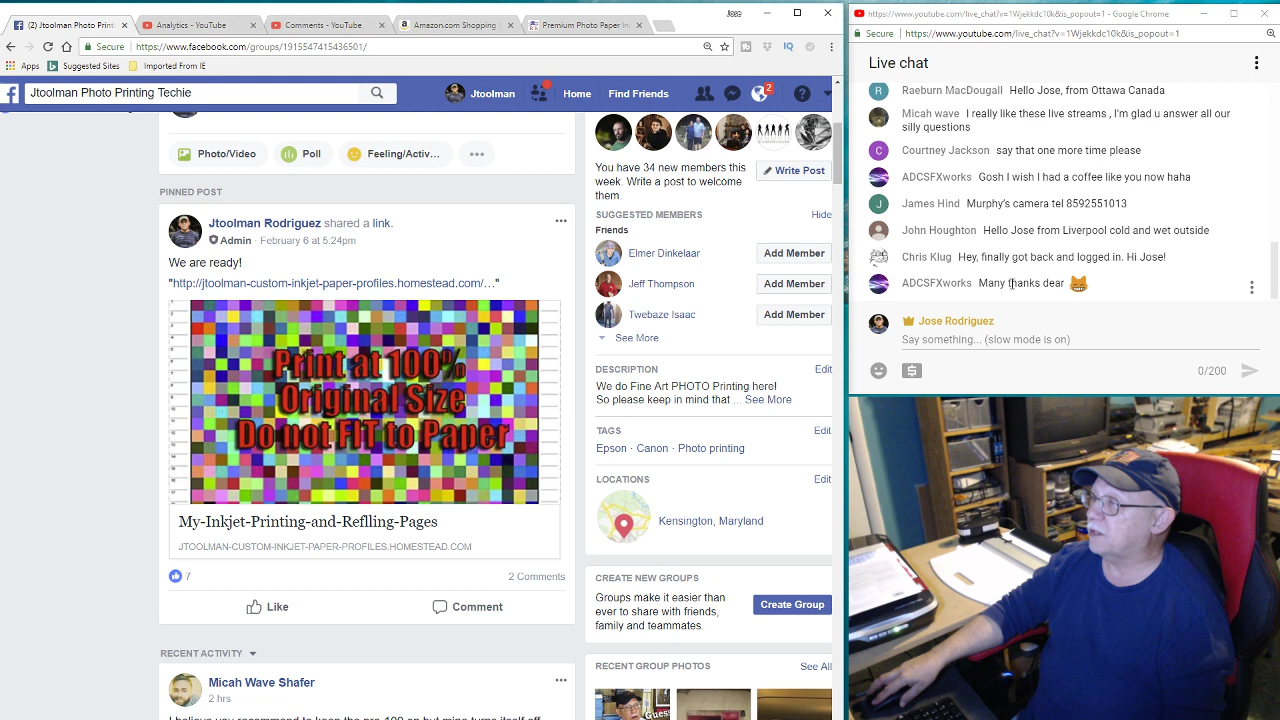 (2) Jtoolman Photo Print
Analytics - YouTube
Comments - YouTube
Amazon.com Shopping
Premium Photo Paper In
Jose
Secure
https://www.facebook.com/groups/1915547415436501/
Apps
Suggested Sites
Imported From IE
Jtoolman Photo Printing Techie
Jtoolman
Home
Find Friends
2
Photo/Video
Poll
Feeling/Activ...
PINNED POST
Jtoolman Rodriguez shared a link.
Admin · February 6 at 5:24pm
We are ready!
"http://jtoolman-custom-inkjet-paper-profiles.homestead.com/…"
Print at 100%
Original Size
Do not FIT to Paper
My-Inkjet-Printing-and-Reflling-Pages
JTOOLMAN-CUSTOM-INKJET-PAPER-PROFILES.HOMESTEAD.COM
7
2 Comments
Like
Comment
RECENT ACTIVITY
Micah Wave Shafer
2 hrs
You have 34 new members this
week. Write a post to welcome
them.
Write Post
SUGGESTED MEMBERS
Hide
Friends
Elmer Dinkelaar
Add Member
Jeff Thompson
Add Member
Twebaze Isaac
Add Member
See More
DESCRIPTION
Edit
We do Fine Art PHOTO Printing here!
So please keep in mind that ... See More
TAGS
Edit
Epson · Canon · Photo printing
LOCATIONS
Edit
Kensington, Maryland
CREATE NEW GROUPS
Groups make it easier than
ever to share with friends,
family and teammates.
Create Group
RECENT GROUP PHOTOS
See All
https://www.youtube.com/live_chat?v=1Wjekkdc10k&is_popout=1 - Google Chrome
Secure
https://www.youtube.com/live_chat?v=1Wjekkdc10k&is_popout=1
Live chat
R
Raeburn MacDougall Hello Jose, from Ottawa Canada
Micah wave I really like these live streams , I'm glad u answer all our
silly questions
C
Courtney Jackson say that one more time please
ADCSFXworks Gosh I wish I had a coffee like you now haha
J
James Hind Murphy's camera tel 8592551013
John Houghton Hello Jose from Liverpool cold and wet outside
Chris Klug Hey, finally got back and logged in. Hi Jose!
ADCSFXworks Many thanks dear
Jose Rodriguez
Say something... (slow mode is on)
0/200